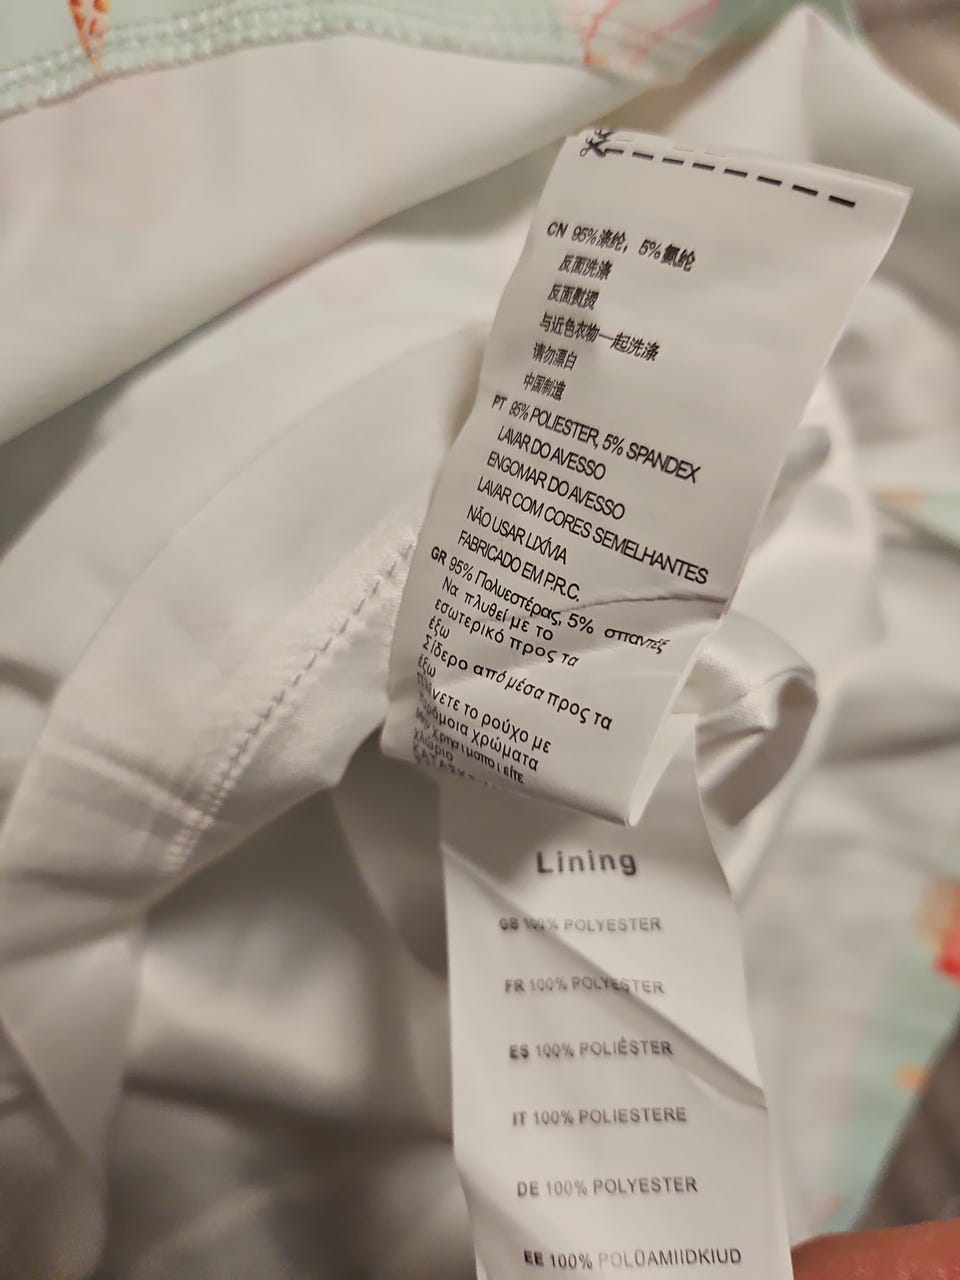 CN 95%涤纶，5%氨纶
反面洗涤
反面熨烫
与近色衣物一起洗涤
请勿漂白
中国制造
PT 95% POLIESTER, 5% SPANDEX
LAVAR DO AVESSO
ENGOMAR DO AVESSO
LAVAR COM CORES SEMELHANTES
NÃO USAR LIXÍVIA
FABRICADO EM P.R.C.
GR 95% Πολυεστέρας, 5% σπαντέξ
Να πλυθεί με το
εσωτερικό προς τα
έξω
Σίδερο από μέσα προς τα
έξω
Πλύνετε το ρούχο με
παρόμοια χρώματα
χλώριο
Lining
GB 100% POLYESTER
FR 100% POLYESTER
ES 100% POLIÉSTER
IT 100% POLIESTERE
DE 100% POLYESTER
EE 100% POLÜAMIIDKIUD